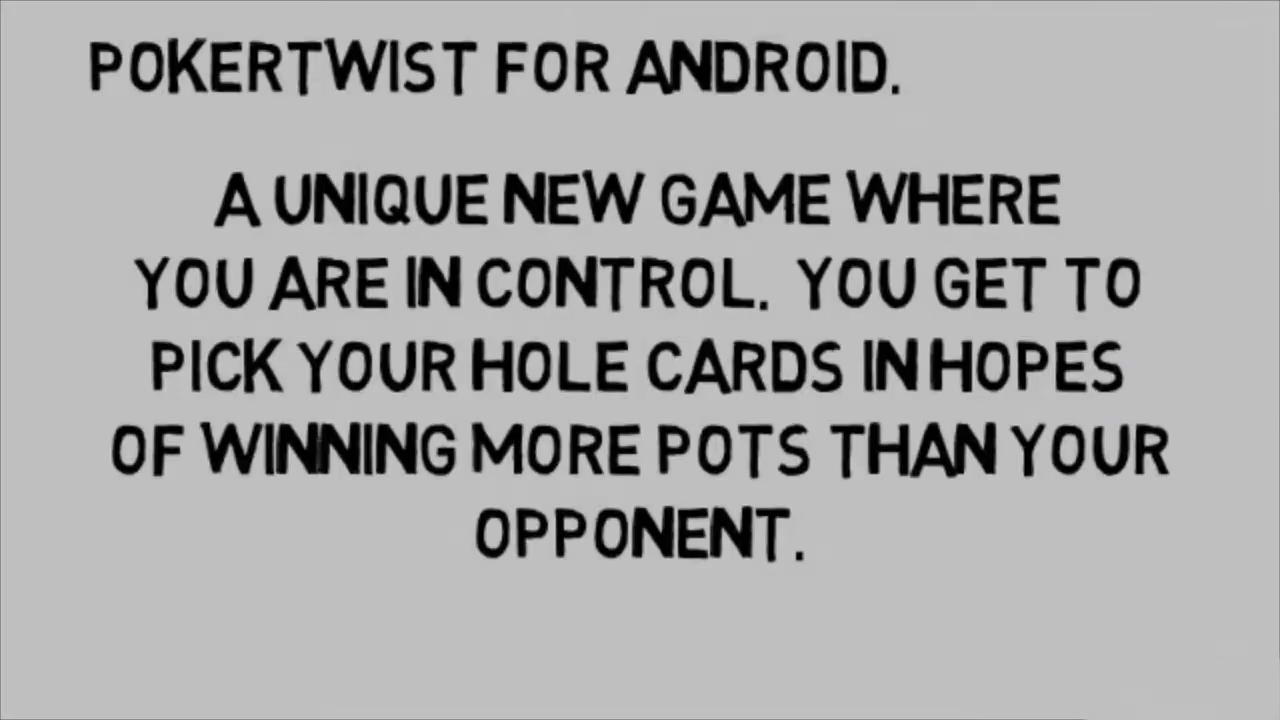 POKERTWIST FOR ANDROID.
A UNIQUE NEW GAME WHERE
YOU ARE IN CONTROL. YOU GET TO
PICK YOUR HOLE CARDS IN HOPES
OF WINNING MORE POTS THAN YOUR
OPPONENT.